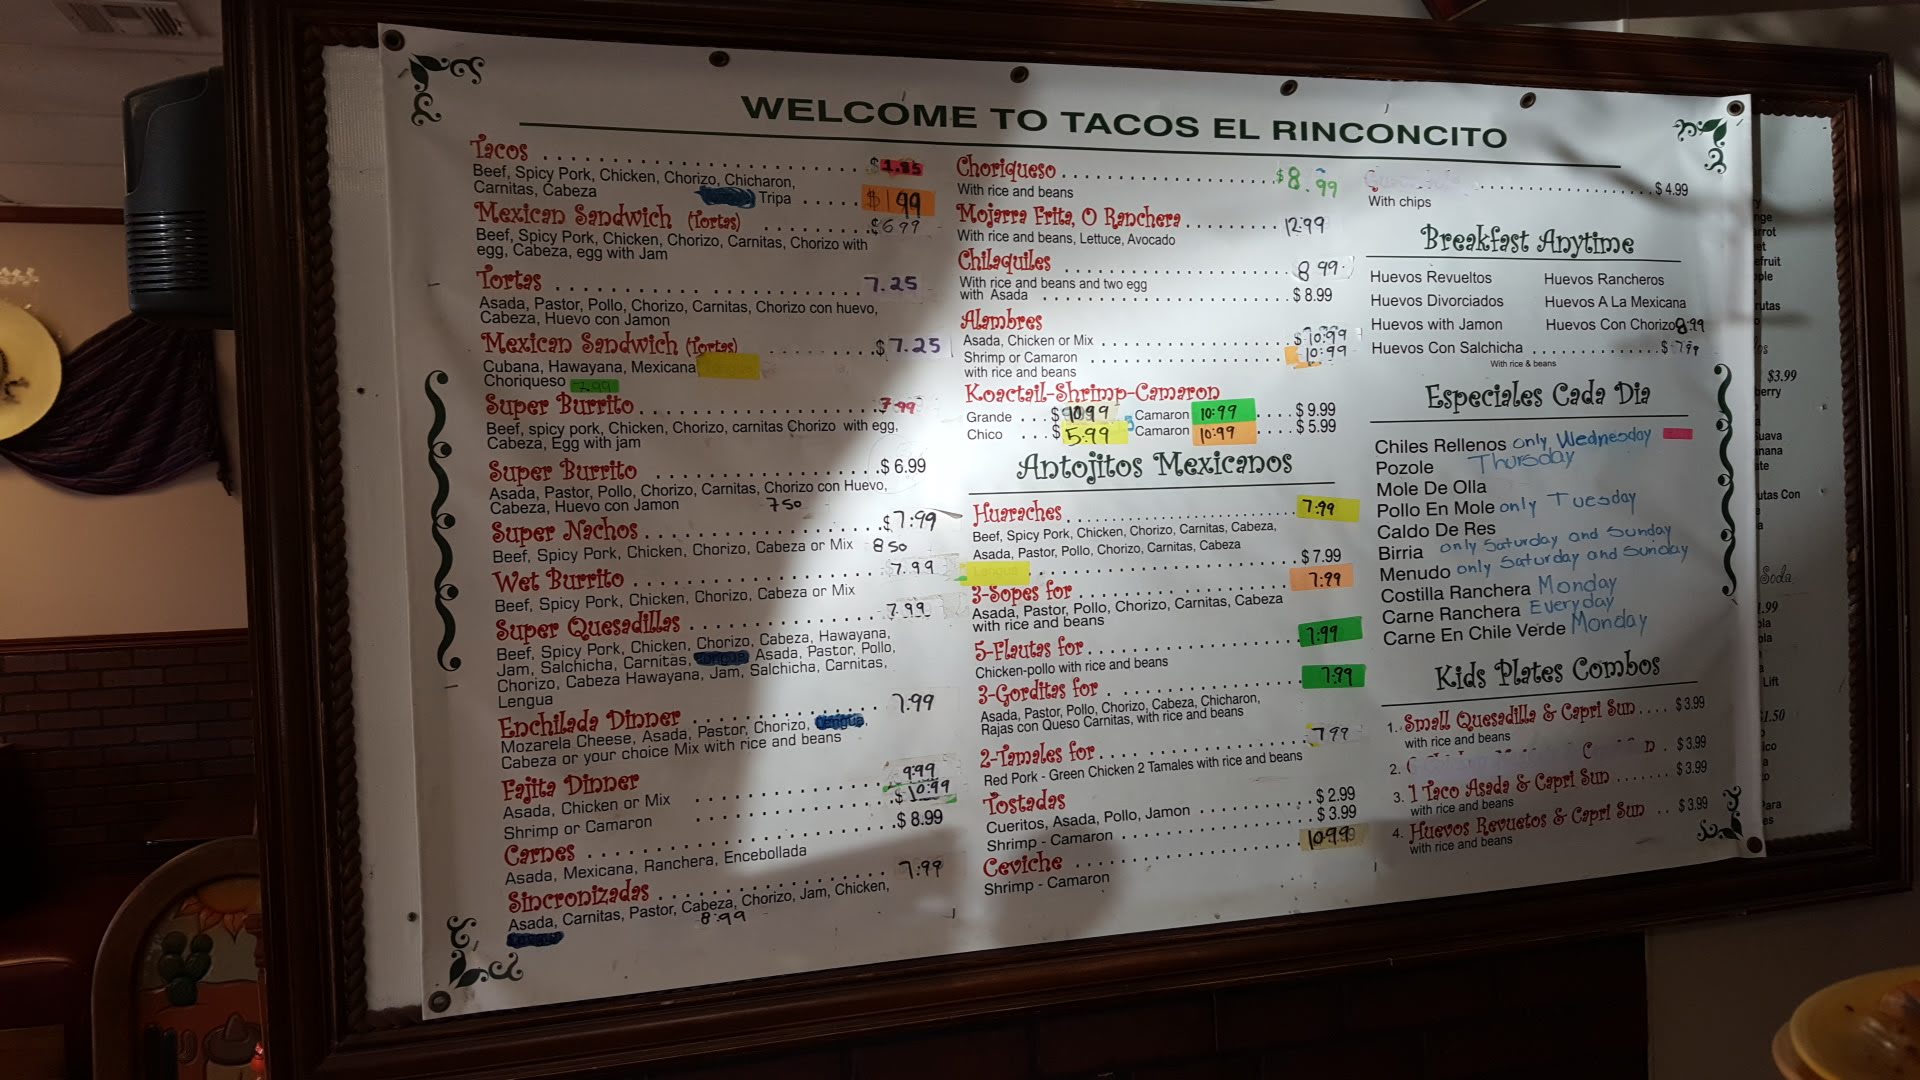 WELCOME TO TACOS EL RINCONCITO
Tacos $ 1.85
Beef, Spicy Pork, Chicken, Chorizo, Chicharon,
Carnitas, Cabeza Tripa $1.99
Mexican Sandwich (Tortas) $6.99
Beef, Spicy Pork, Chicken, Chorizo, Carnitas, Chorizo with
egg, Cabeza, egg with Jam
Tortas 7.25
Asada, Pastor, Pollo, Chorizo, Carnitas, Chorizo con huevo,
Cabeza, Huevo con Jamon
Mexican Sandwich (Tortas) $7.25
Cubana, Hawayana, Mexicana
Choriqueso 7.99
Super Burrito 7.99
Beef, spicy pork, Chicken, Chorizo, carnitas Chorizo with egg,
Cabeza, Egg with jam
Super Burrito $ 6.99
Asada, Pastor, Pollo, Chorizo, Carnitas, Chorizo con Huevo,
Cabeza, Huevo con Jamon 750
Super Nachos $7:99
Beef, Spicy Pork, Chicken, Chorizo, Cabeza or Mix 850
Wet Burrito 7.99
Beef, Spicy Pork, Chicken, Chorizo, Cabeza or Mix
Super Quesadillas 7.99
Beef, Spicy Pork, Chicken, Chorizo, Cabeza, Hawayana,
Jam, Salchicha, Carnitas, Lengua, Asada, Pastor, Pollo,
Chorizo, Cabeza Hawayana, Jam, Salchicha, Carnitas,
Lengua
Enchilada Dinner 7.99
Mozarela Cheese, Asada, Pastor, Chorizo, Lengua,
Cabeza or your choice Mix with rice and beans
Fajita Dinner
Asada, Chicken or Mix 9.99
Shrimp or Camaron $10.99
Carnes $ 8.99
Asada, Mexicana, Ranchera, Encebollada
Sincronizadas 7:99
Asada, Carnitas, Pastor, Cabeza, Chorizo, Jam, Chicken,
8:99
Choriqueso $8.99
With rice and beans
Mojarra Frita, O Ranchera 12.99
With rice and beans, Lettuce, Avocado
Chilaquiles 8 99
With rice and beans and two egg
with Asada $ 8.99
Alambres
Asada, Chicken or Mix $10:99
Shrimp or Camaron 10:99
with rice and beans
Koactail-Shrimp-Camaron
Grande $10.99 Camaron 10:99 $ 9.99
Chico $5.99 Camaron 10:99 $ 5.99
Antojitos Mexicanos
Huaraches 7.99
Beef, Spicy Pork, Chicken, Chorizo, Carnitas, Cabeza,
Asada, Pastor, Pollo, Chorizo, Carnitas, Cabeza
Lengua $ 7.99
3-Sopes for 7:99
Asada, Pastor, Pollo, Chorizo, Carnitas, Cabeza
with rice and beans
5-Flautas for 7:99
Chicken-pollo with rice and beans
3-Gorditas for 7.99
Asada, Pastor, Pollo, Chorizo, Cabeza, Chicharon,
Rajas con Queso Carnitas, with rice and beans
2-Tamales for 799
Red Pork - Green Chicken 2 Tamales with rice and beans
Tostadas
Cueritos, Asada, Pollo, Jamon $ 2.99
Shrimp - Camaron $ 3.99
Ceviche 10.99
Shrimp - Camaron
$ 4.99
With chips
Breakfast Anytime
Huevos Revueltos Huevos Rancheros
Huevos Divorciados Huevos A La Mexicana
Huevos with Jamon Huevos Con Chorizo 8.99
Huevos Con Salchicha $ 7.99
With rice & beans
Especiales Cada Dia
Chiles Rellenos only Wednesday
Pozole Thursday
Mole De Olla
Pollo En Mole only Tuesday
Caldo De Res
Birria only Saturday and Sunday
Menudo only Saturday and Sunday
Costilla Ranchera Monday
Carne Ranchera Everyday
Carne En Chile Verde Monday
Kids Plates Combos
1. Small Quesadilla & Capri Sun $ 3.99
with rice and beans
2. $ 3.99
3. 1 Taco Asada & Capri Sun $ 3.99
with rice and beans
4. Huevos Revuetos & Capri Sun $ 3.99
with rice and beans
$3.99
utas Con
Soda
1.99
Lift
$1.50